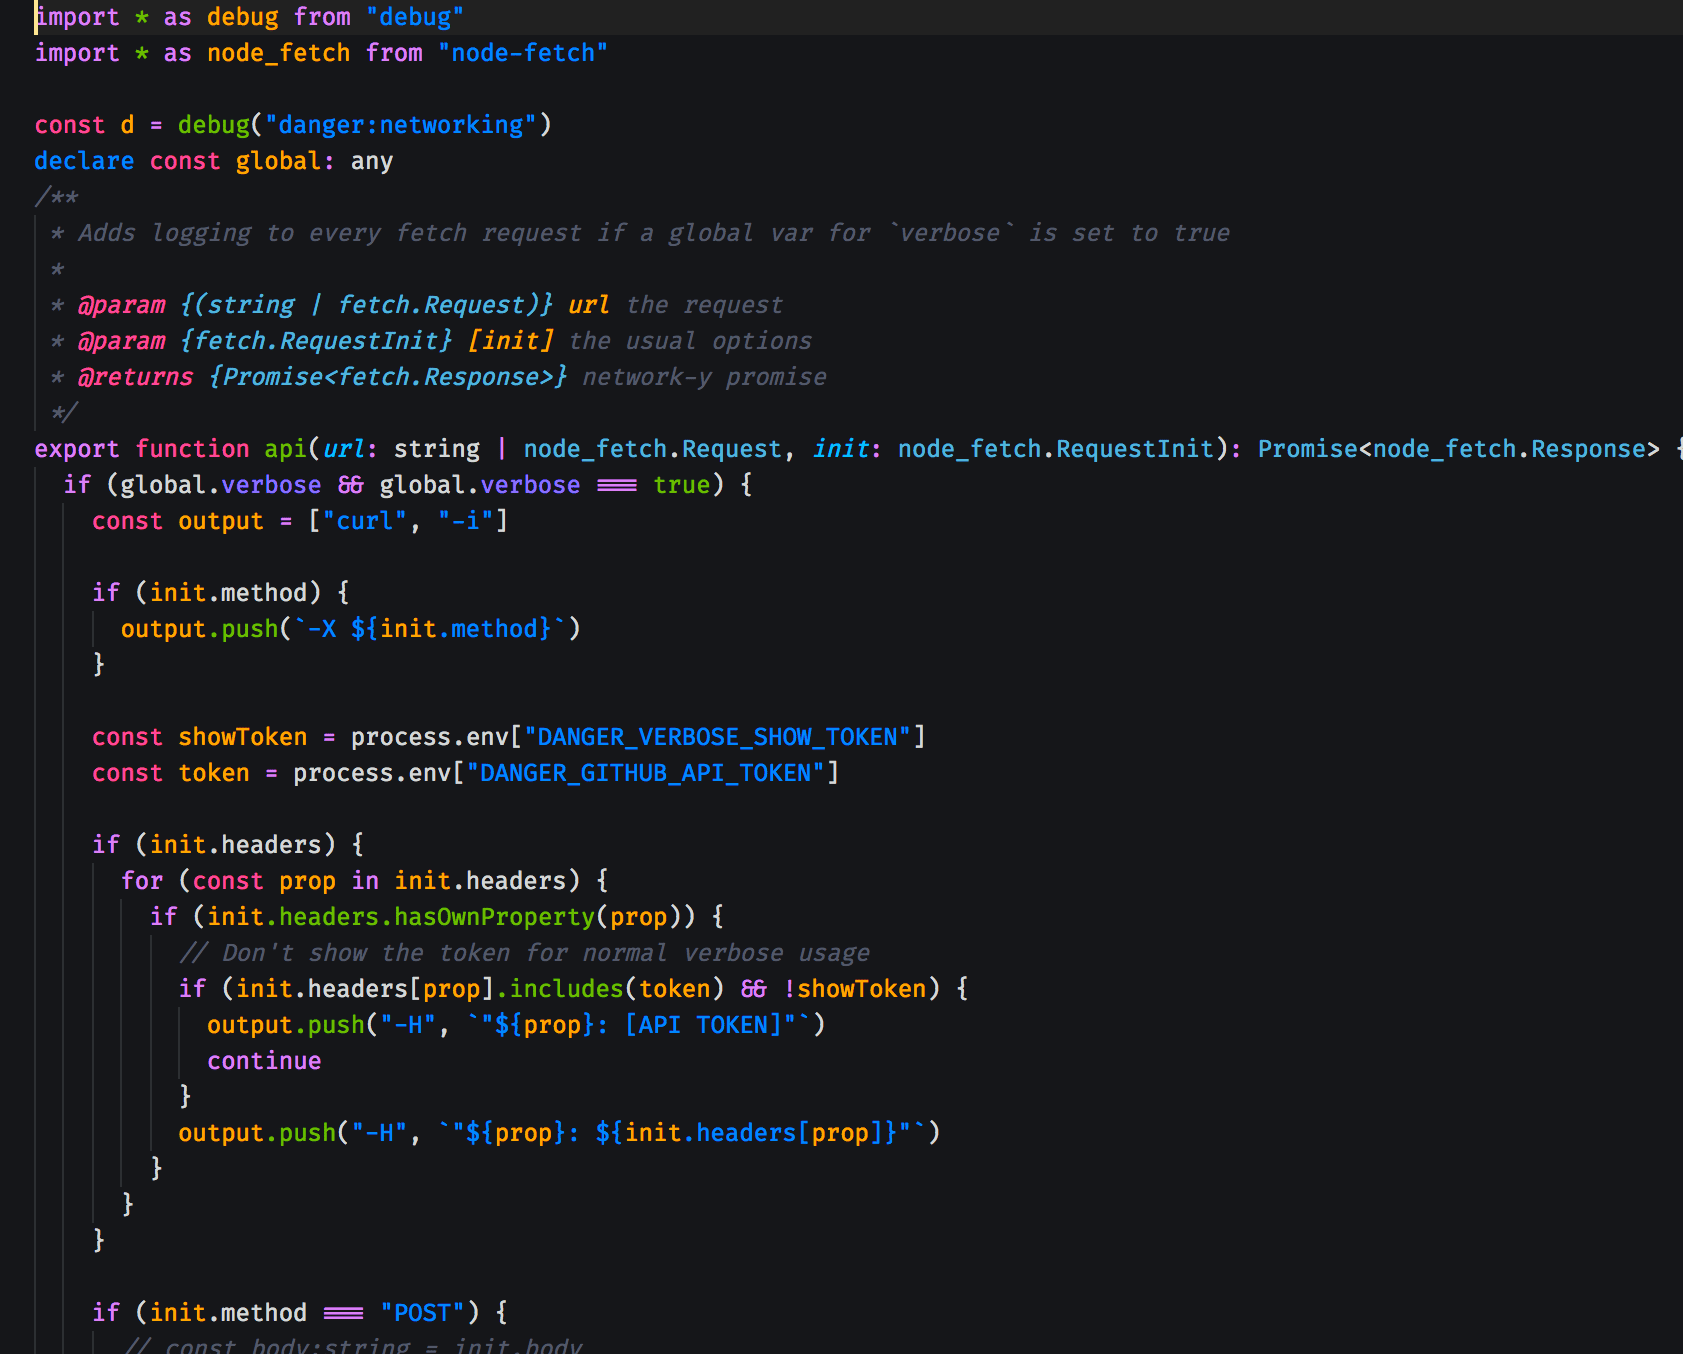 import * as debug from "debug"
import * as node_fetch from "node-fetch"

const d = debug("danger:networking")
declare const global: any
/**
 * Adds logging to every fetch request if a global var for `verbose` is set to true
 *
 * @param {(string | fetch.Request)} url the request
 * @param {fetch.RequestInit} [init] the usual options
 * @returns {Promise<fetch.Response>} network-y promise
 */
export function api(url: string | node_fetch.Request, init: node_fetch.RequestInit): Promise<node_fetch.Response> {
  if (global.verbose && global.verbose === true) {
    const output = ["curl", "-i"]

    if (init.method) {
      output.push(`-X ${init.method}`)
    }

    const showToken = process.env["DANGER_VERBOSE_SHOW_TOKEN"]
    const token = process.env["DANGER_GITHUB_API_TOKEN"]

    if (init.headers) {
      for (const prop in init.headers) {
        if (init.headers.hasOwnProperty(prop)) {
          // Don't show the token for normal verbose usage
          if (init.headers[prop].includes(token) && !showToken) {
            output.push("-H", `"${prop}: [API TOKEN]"`)
            continue
          }
          output.push("-H", `"${prop}: ${init.headers[prop]}"`)
        }
      }
    }

    if (init.method === "POST") {
      // const body:string = init.body